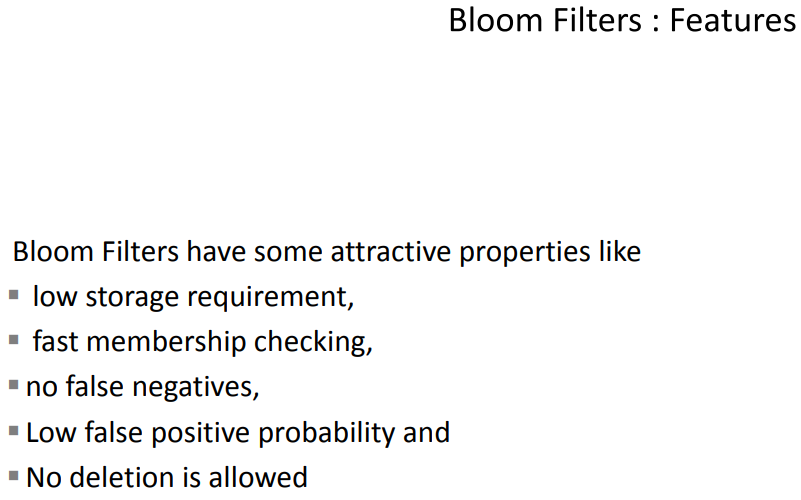 Bloom Filters : Features
Bloom Filters have some attractive properties like
▪ low storage requirement,
▪ fast membership checking,
▪ no false negatives,
▪ Low false positive probability and
▪ No deletion is allowed